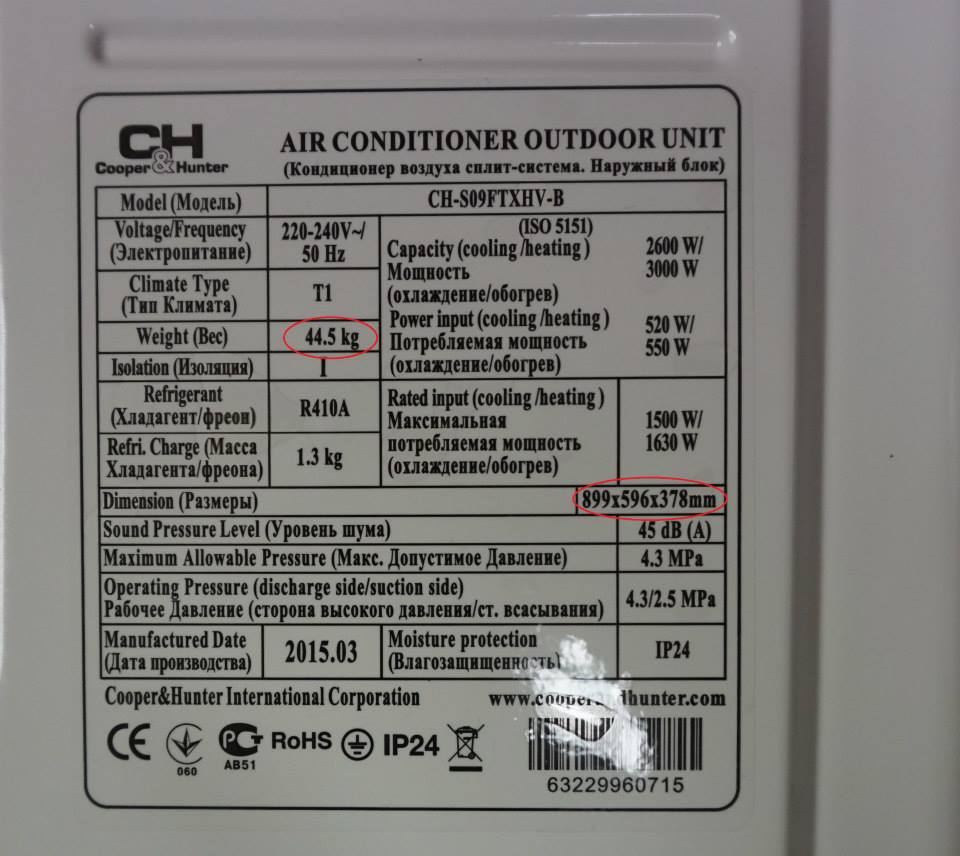 CH
Cooper&Hunter
AIR CONDITIONER OUTDOOR UNIT
(Кондиционер воздуха сплит-система. Наружный блок)
Model (Модель)
CH-S09FTXHV-B
Voltage/Frequency
(Электропитание)
220-240V~/
50 Hz
Climate Type
(Тип Климата)
T1
Weight (Вес)
44.5 kg
Isolation (Изоляция)
I
Refrigerant
(Хладагент/фреон)
R410A
Refri. Charge (Масса
Хладагента/фреона)
1.3 kg
(ISO 5151)
Capacity (cooling /heating)
Мощность
(охлаждение/обогрев)
2600 W/
3000 W
Power input (cooling /heating)
Потребляемая мощность
(охлаждение/обогрев)
520 W/
550 W
Rated input (cooling /heating)
Максимальная
потребляемая мощность
(охлаждение/обогрев)
1500 W/
1630 W
Dimension (Размеры)
899x596x378mm
Sound Pressure Level (Уровень шума)
45 dB (A)
Maximum Allowable Pressure (Макс. Допустимое Давление)
4.3 MPa
Operating Pressure (discharge side/suction side)
Рабочее Давление (сторона высокого давления/ст. всасывания)
4.3/2.5 MPa
Manufactured Date
(Дата производства)
2015.03
Moisture protection
(Влагозащищенность)
IP24
Cooper&Hunter International Corporation
www.cooperandhunter.com
CE
060
РСТ
АВ51
RoHS
IP24
63229960715